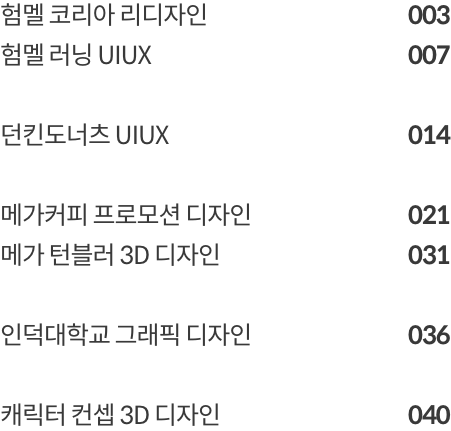 험멜 코리아 리디자인 003
험멜 러닝 UIUX 007
던킨도너츠 UIUX 014
메가커피 프로모션 디자인 021
메가 턴블러 3D 디자인 031
인덕대학교 그래픽 디자인 036
캐릭터 컨셉 3D 디자인 040